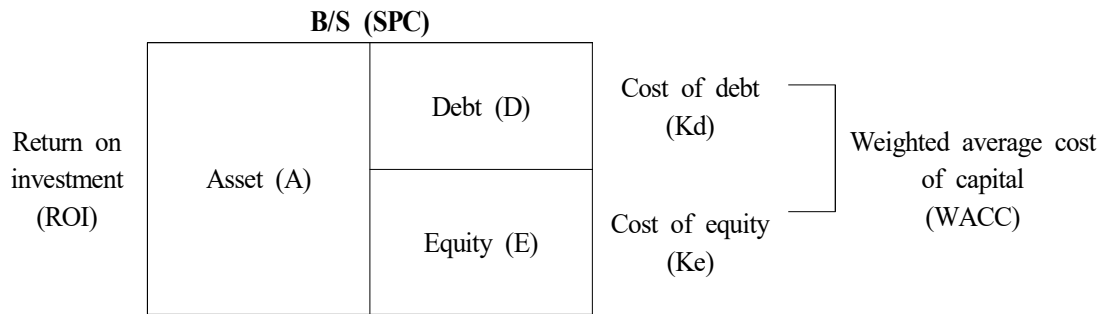 B/S (SPC)
Return on
investment
(ROI)
Asset (A)
Debt (D)
Equity (E)
Cost of debt
(Kd)
Cost of equity
(Ke)
Weighted average cost
of capital
(WACC)